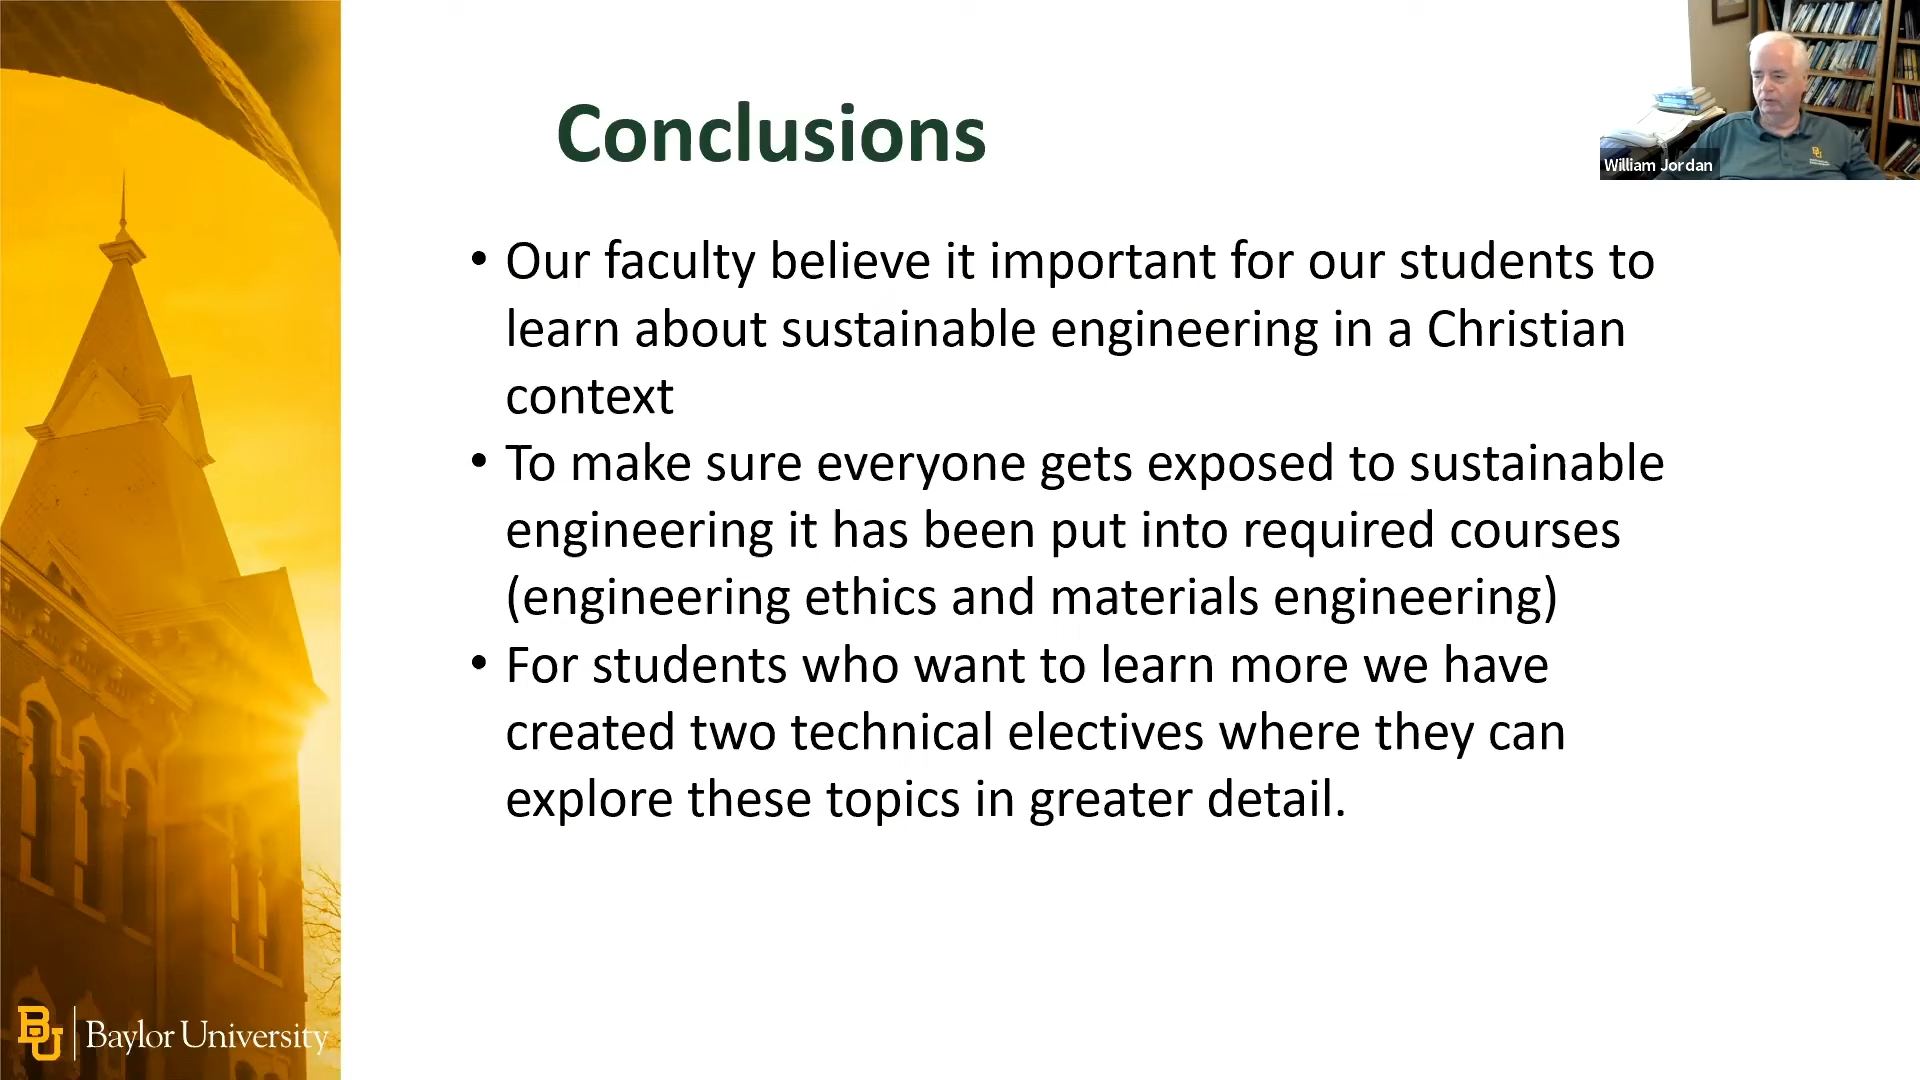 Conclusions
William Jordan
• Our faculty believe it important for our students to
learn about sustainable engineering in a Christian
context
• To make sure everyone gets exposed to sustainable
engineering it has been put into required courses
(engineering ethics and materials engineering)
• For students who want to learn more we have
created two technical electives where they can
explore these topics in greater detail.
BU Baylor University